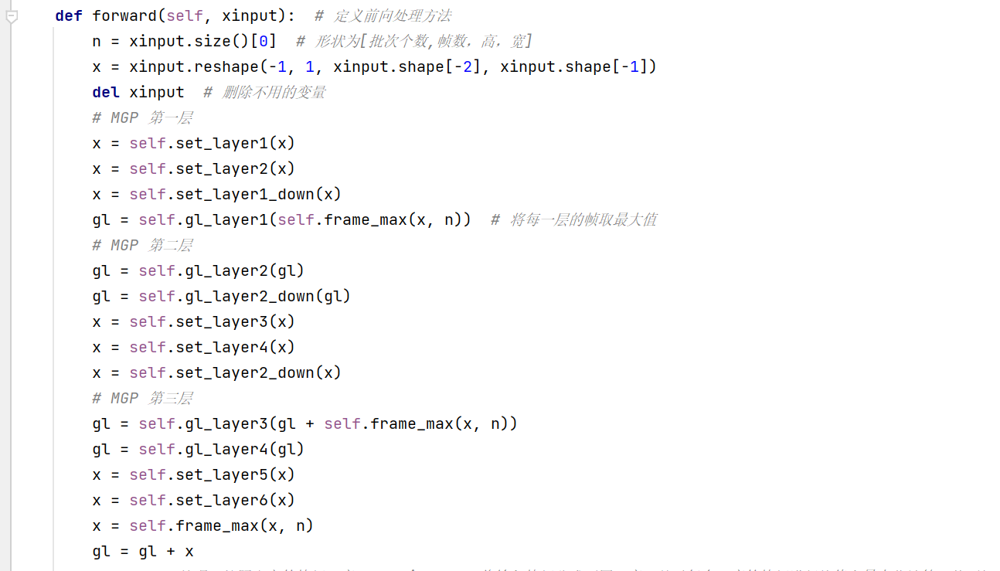 def forward(self, xinput):  # 定义前向处理方法
n = xinput.size()[0]  # 形状为[批次个数,帧数，高，宽]
x = xinput.reshape(-1, 1, xinput.shape[-2], xinput.shape[-1])
del xinput  # 删除不用的变量
# MGP 第一层
x = self.set_layer1(x)
x = self.set_layer2(x)
x = self.set_layer1_down(x)
gl = self.gl_layer1(self.frame_max(x, n))  # 将每一层的帧取最大值
# MGP 第二层
gl = self.gl_layer2(gl)
gl = self.gl_layer2_down(gl)
x = self.set_layer3(x)
x = self.set_layer4(x)
x = self.set_layer2_down(x)
# MGP 第三层
gl = self.gl_layer3(gl + self.frame_max(x, n))
gl = self.gl_layer4(gl)
x = self.set_layer5(x)
x = self.set_layer6(x)
x = self.frame_max(x, n)
gl = gl + x